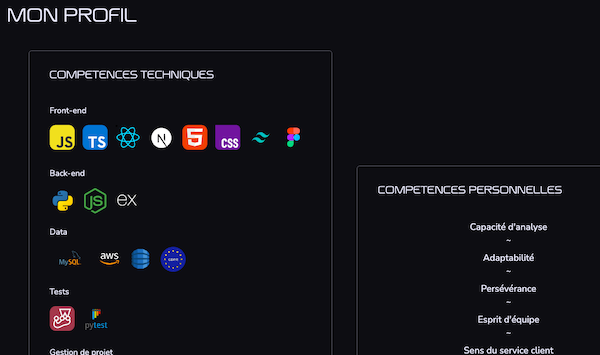 MON PROFIL
COMPETENCES TECHNIQUES
Front-end
JS
TS
N
5
CSS
Back-end
JS
ex
Data
MySQL
aws
Tests
pytest
Gestion de projet
COMPETENCES PERSONNELLES
Capacité d'analyse
~
Adaptabilité
~
Persévérance
~
Esprit d'équipe
~
Sens du service client